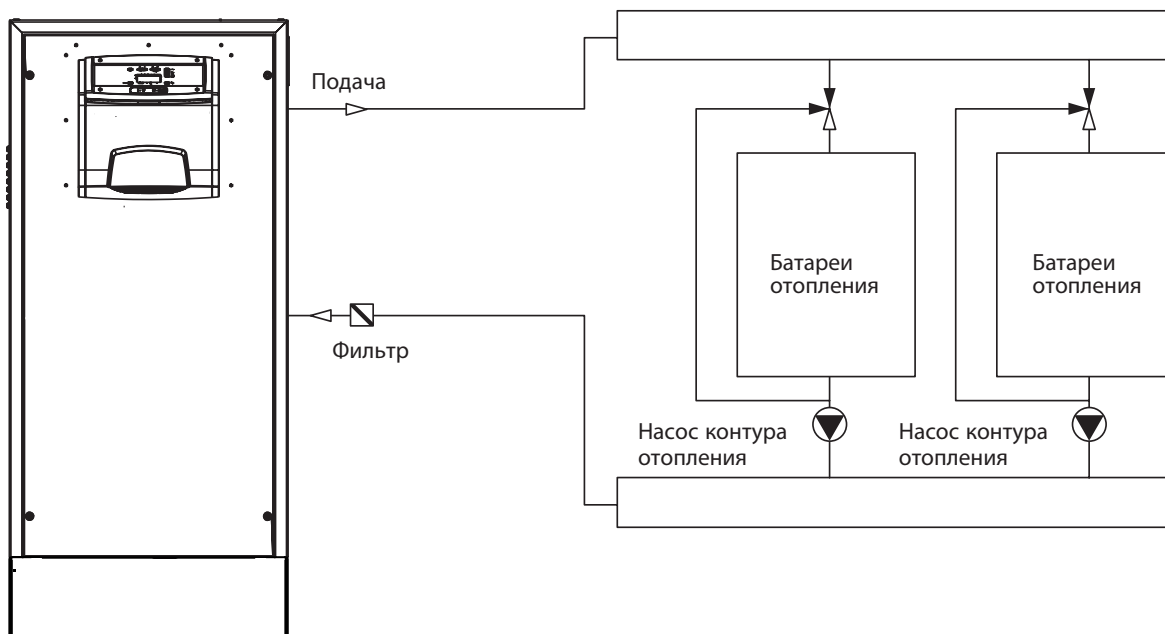 Подача
Батареи
отопления
Батареи
отопления
Фильтр
Насос контура
отопления
Насос контура
отопления